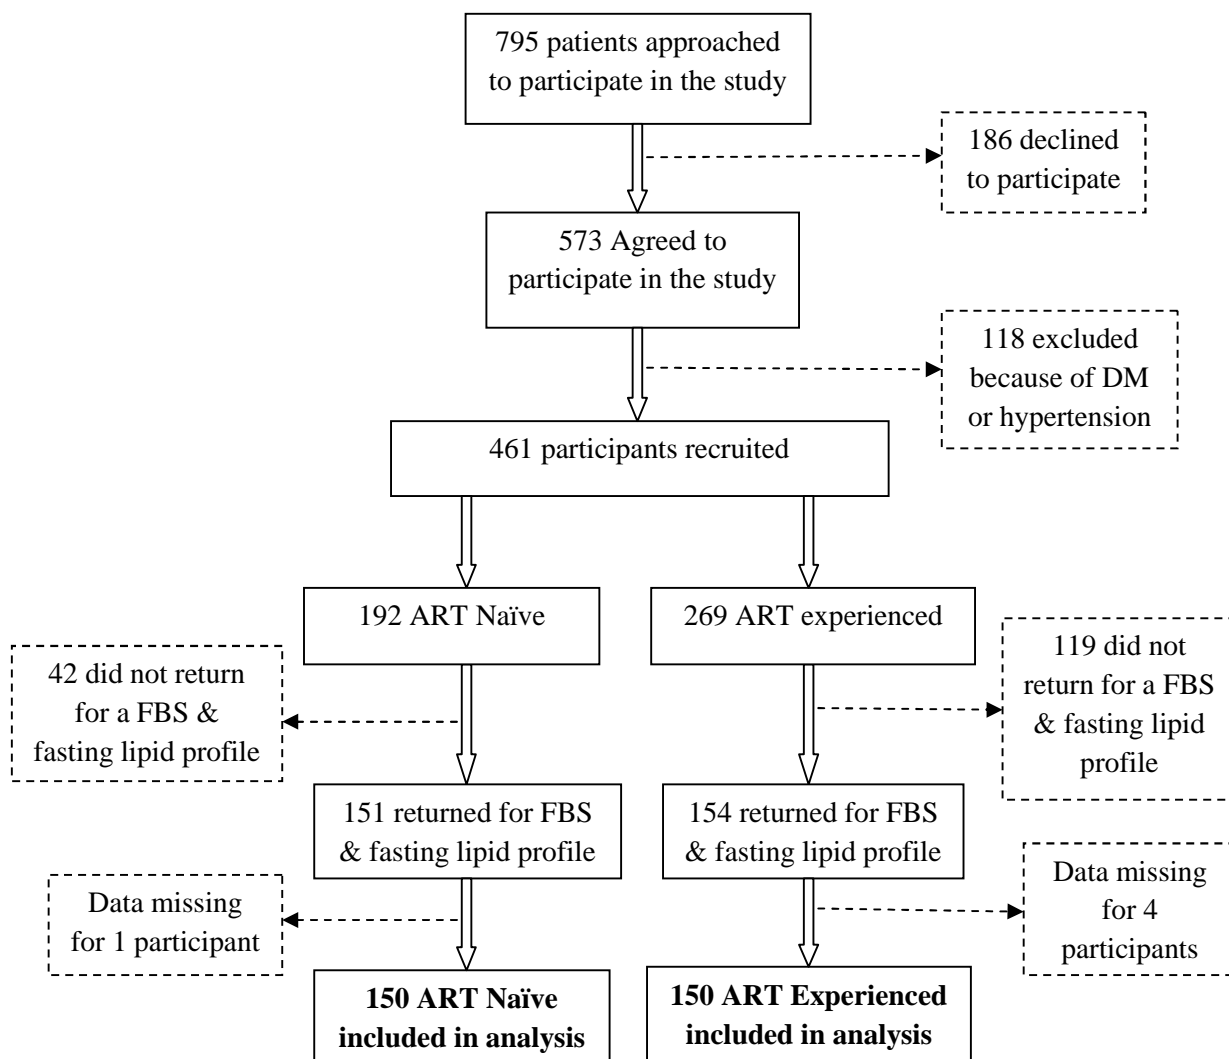 795 patients approached
to participate in the study
186 declined
to participate
573 Agreed to
participate in the study
118 excluded
because of DM
or hypertension
461 participants recruited
192 ART Naïve
269 ART experienced
42 did not return
for a FBS &
fasting lipid profile
119 did not
return for a FBS
& fasting lipid
profile
151 returned for FBS
& fasting lipid profile
154 returned for FBS
& fasting lipid profile
Data missing
for 1 participant
Data missing
for 4
participants
150 ART Naïve
included in analysis
150 ART Experienced
included in analysis